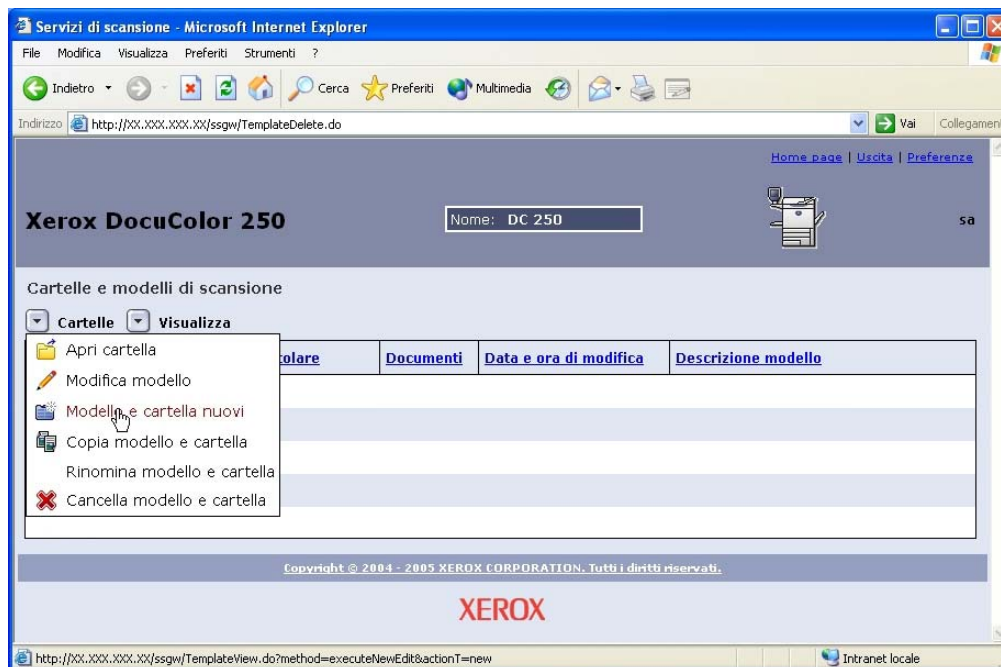 Servizi di scansione - Microsoft Internet Explorer
File Modifica Visualizza Preferiti Strumenti ?
Indietro Cerca Preferiti Multimedia
Indirizzo http://XX.XXX.XXX.XX/ssgw/TemplateDelete.do Vai Collegament
Home page | Uscita | Preferenze
Xerox DocuColor 250 Nome: DC 250 sa
Cartelle e modelli di scansione
Cartelle Visualizza
tolare Documenti Data e ora di modifica Descrizione modello
Apri cartella
Modifica modello
Modello e cartella nuovi
Copia modello e cartella
Rinomina modello e cartella
Cancella modello e cartella
Copyright © 2004 - 2005 XEROX CORPORATION. Tutti i diritti riservati.
XEROX
http://XX.XXX.XXX.XX/ssgw/TemplateView.do?method=executeNewEdit&actionT=new Intranet locale